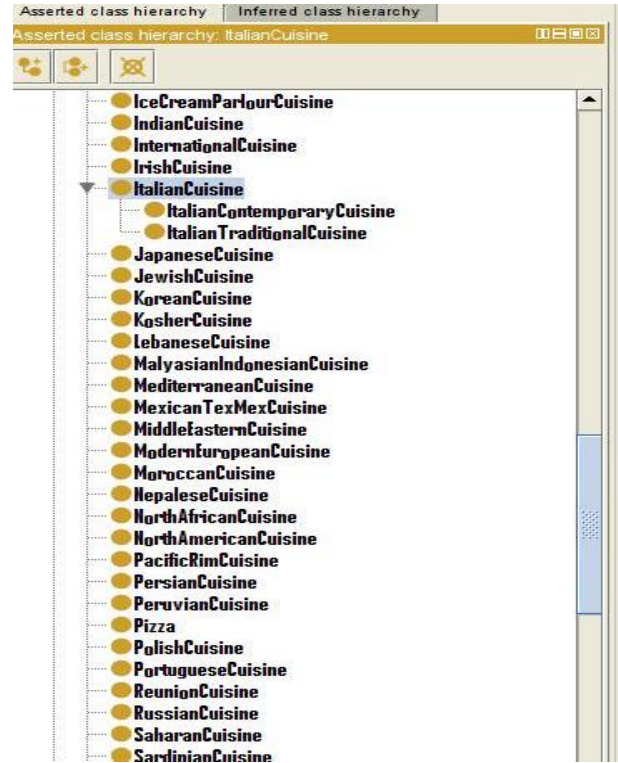 Asserted class hierarchy Inferred class hierarchy
Asserted class hierarchy: ItalianCuisine
IceCreamParlourCuisine
IndianCuisine
InternationalCuisine
IrishCuisine
ItalianCuisine
ItalianContemporaryCuisine
ItalianTraditionalCuisine
JapaneseCuisine
JewishCuisine
KoreanCuisine
KosherCuisine
LebaneseCuisine
MalyasianIndonesianCuisine
MediterraneanCuisine
MexicanTexMexCuisine
MiddleEasternCuisine
ModernEuropeanCuisine
MoroccanCuisine
NepaleseCuisine
NorthAfricanCuisine
NorthAmericanCuisine
PacificRimCuisine
PersianCuisine
PeruvianCuisine
Pizza
PolishCuisine
PortugueseCuisine
ReunionCuisine
RussianCuisine
SaharanCuisine
SardinianCuisine